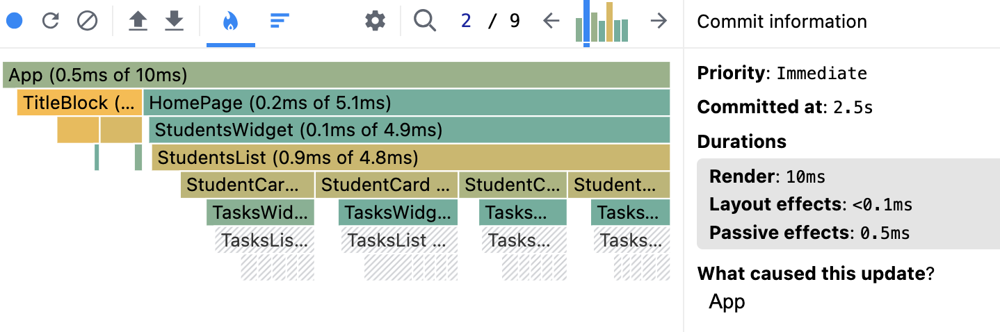 2 / 9
Commit information
App (0.5ms of 10ms)
TitleBlock (...
HomePage (0.2ms of 5.1ms)
StudentsWidget (0.1ms of 4.9ms)
StudentsList (0.9ms of 4.8ms)
StudentCar...
StudentCard ...
StudentC...
Student...
TasksWid...
TasksWidg...
Tasks...
Tasks...
TasksLis...
TasksList ...
Tasks...
Tasks...
Priority: Immediate
Committed at: 2.5s
Durations
Render: 10ms
Layout effects: <0.1ms
Passive effects: 0.5ms
What caused this update?
App